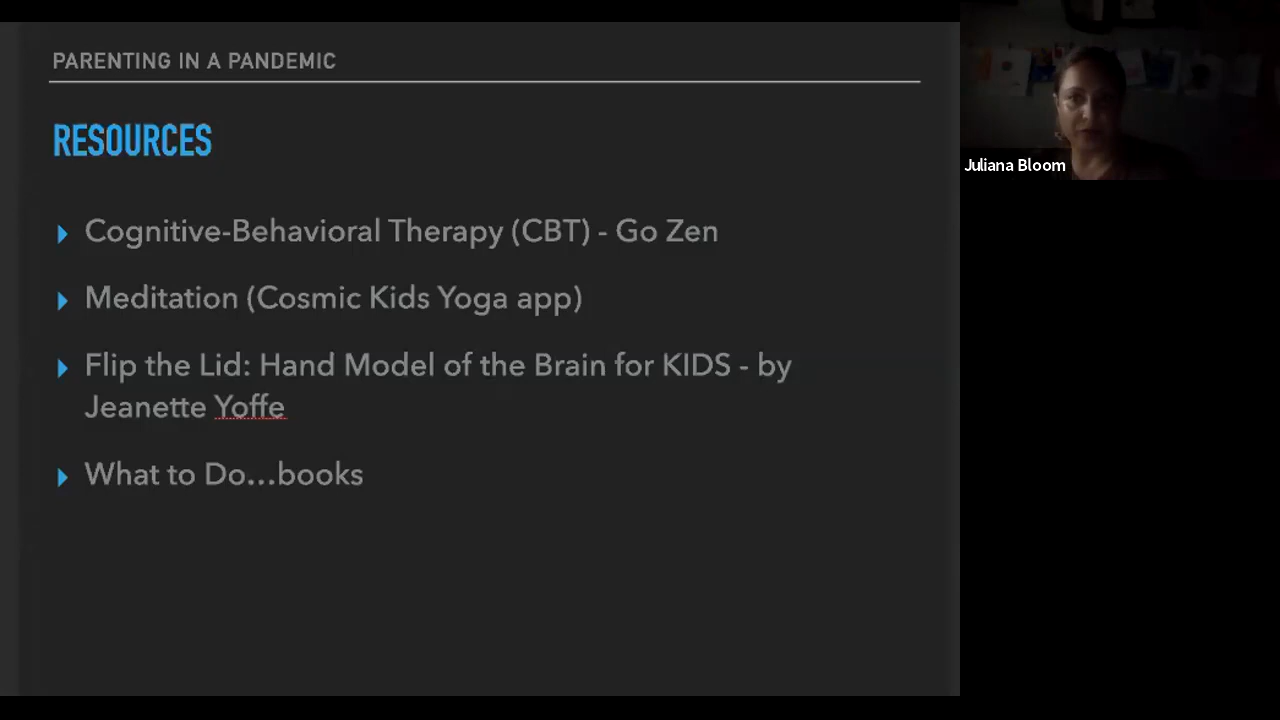 PARENTING IN A PANDEMIC
RESOURCES
Cognitive-Behavioral Therapy (CBT) - Go Zen
Meditation (Cosmic Kids Yoga app)
Flip the Lid: Hand Model of the Brain for KIDS - by
Jeanette Yoffe
What to Do...books
Juliana Bloom